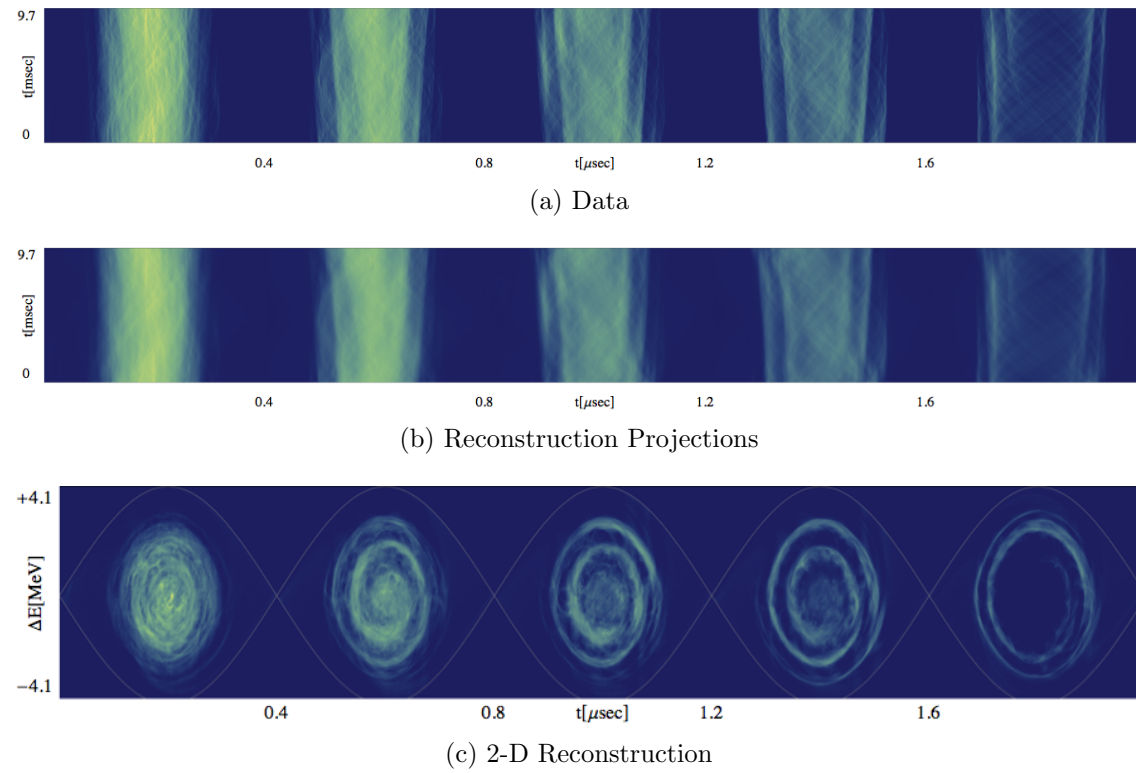 9.7
t[msec]
0
0.4 0.8 t[μsec] 1.2 1.6
(a) Data
9.7
t[msec]
0
0.4 0.8 t[μsec] 1.2 1.6
(b) Reconstruction Projections
+4.1
ΔE[MeV]
−4.1
0.4 0.8 t[μsec] 1.2 1.6
(c) 2-D Reconstruction